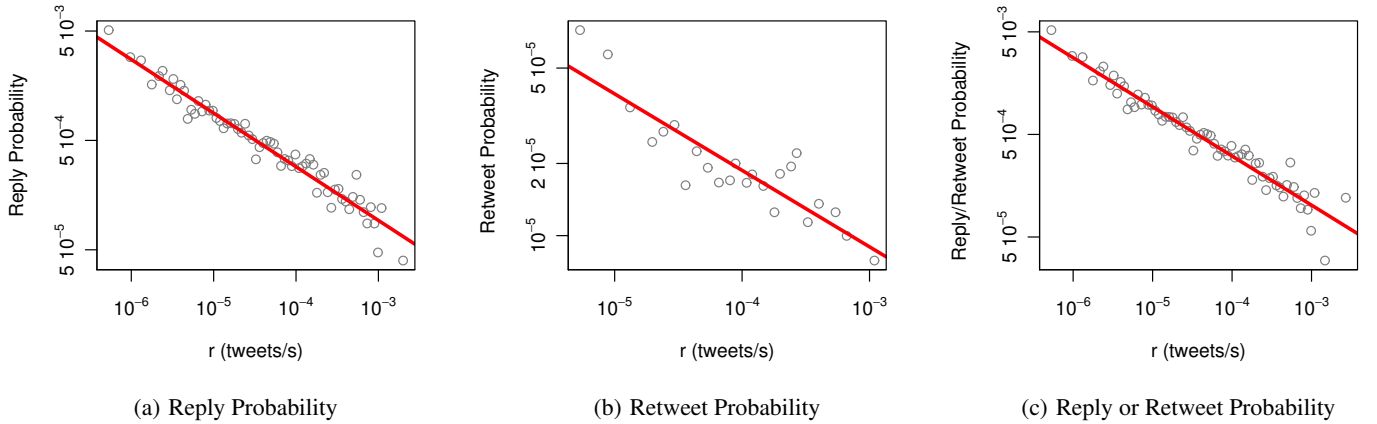 5 10⁻³
5 10⁻⁴
5 10⁻⁵
Reply Probability
10⁻⁶ 10⁻⁵ 10⁻⁴ 10⁻³
r (tweets/s)
(a) Reply Probability
5 10⁻⁵
2 10⁻⁵
10⁻⁵
Retweet Probability
10⁻⁵ 10⁻⁴ 10⁻³
r (tweets/s)
(b) Retweet Probability
5 10⁻³
5 10⁻⁴
5 10⁻⁵
Reply/Retweet Probability
10⁻⁶ 10⁻⁵ 10⁻⁴ 10⁻³
r (tweets/s)
(c) Reply or Retweet Probability